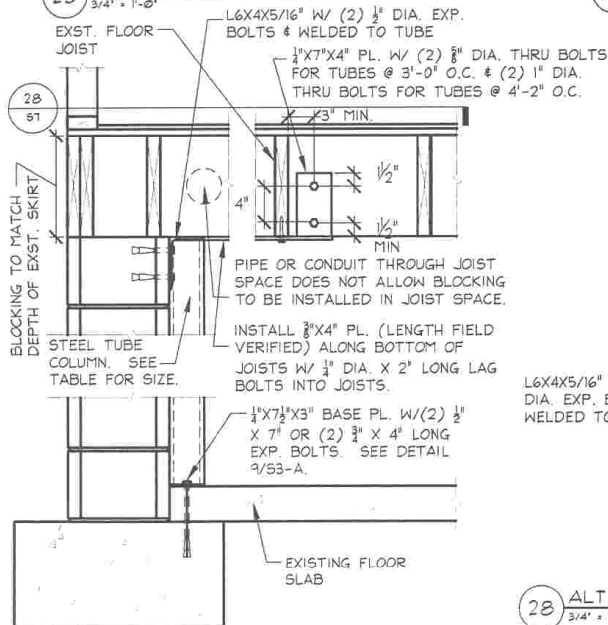 3/4" = 1'-0"
L6X4X5/16" W/ (2) 1/2" DIA. EXP.
BOLTS & WELDED TO TUBE
EXST. FLOOR
JOIST
1/4"X7"X4" PL. W/ (2) 5/8" DIA. THRU BOLTS
FOR TUBES @ 3'-0" O.C. & (2) 1" DIA.
THRU BOLTS FOR TUBES @ 4'-2" O.C.
28
S7
3" MIN.
1/2"
4"
1/2"
MIN
BLOCKING TO MATCH
DEPTH OF EXST. SKIRT
PIPE OR CONDUIT THROUGH JOIST
SPACE DOES NOT ALLOW BLOCKING
TO BE INSTALLED IN JOIST SPACE.
INSTALL 3/8"X4" PL. (LENGTH FIELD
VERIFIED) ALONG BOTTOM OF
JOISTS W/ 1/4" DIA. X 2" LONG LAG
BOLTS INTO JOISTS.
STEEL TUBE
COLUMN. SEE
TABLE FOR SIZE.
L6X4X5/16"
DIA. EXP. B
WELDED TO
1/4"X7 1/2"X3" BASE PL. W/(2) 1/2"
X 7" OR (2) 3/4" X 4" LONG
EXP. BOLTS. SEE DETAIL
9/S3-A.
EXISTING FLOOR
SLAB
28
ALT
3/4" =